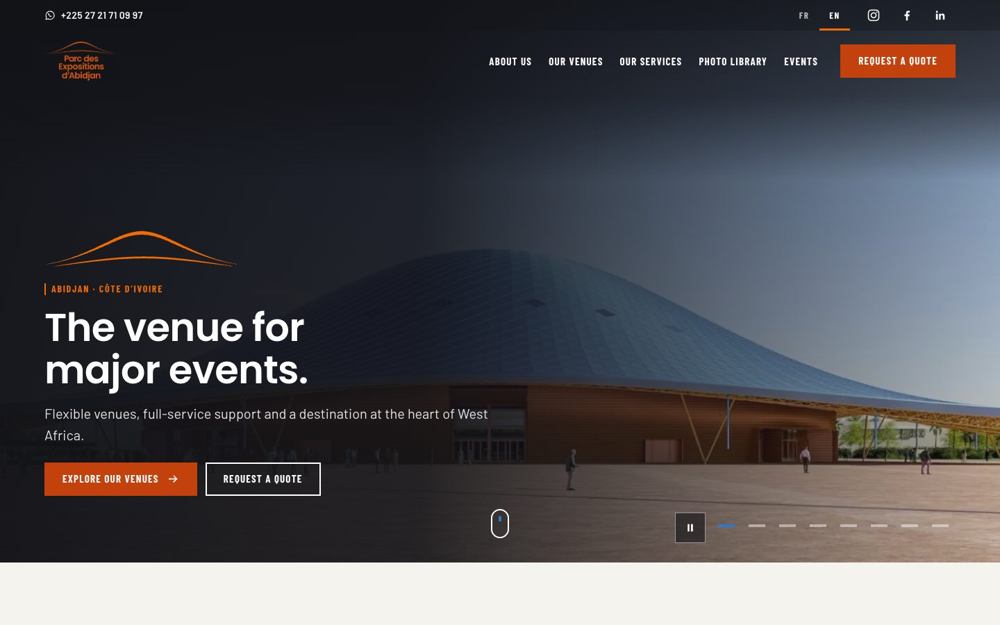 +225 27 21 71 09 97
FR
EN
Parc des
Expositions
d'Abidjan
ABOUT US
OUR VENUES
OUR SERVICES
PHOTO LIBRARY
EVENTS
REQUEST A QUOTE
ABIDJAN · CÔTE D'IVOIRE
The venue for
major events.
Flexible venues, full-service support and a destination at the heart of West
Africa.
EXPLORE OUR VENUES
REQUEST A QUOTE